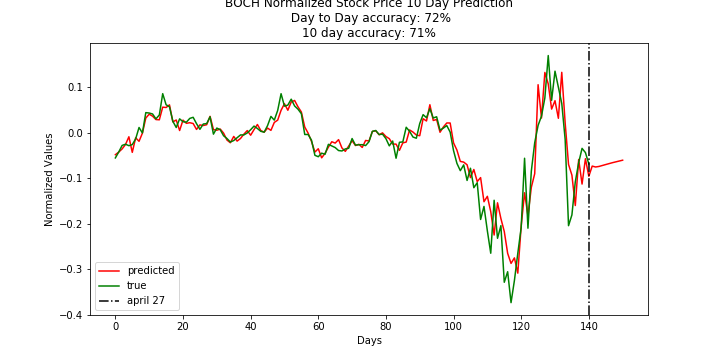 BOCH Normalized Stock Price 10 Day Prediction
Day to Day accuracy: 72%
10 day accuracy: 71%
Normalized Values
0.1
0.0
−0.1
−0.2
−0.3
−0.4
predicted
true
april 27
0
20
40
60
80
100
120
140
Days